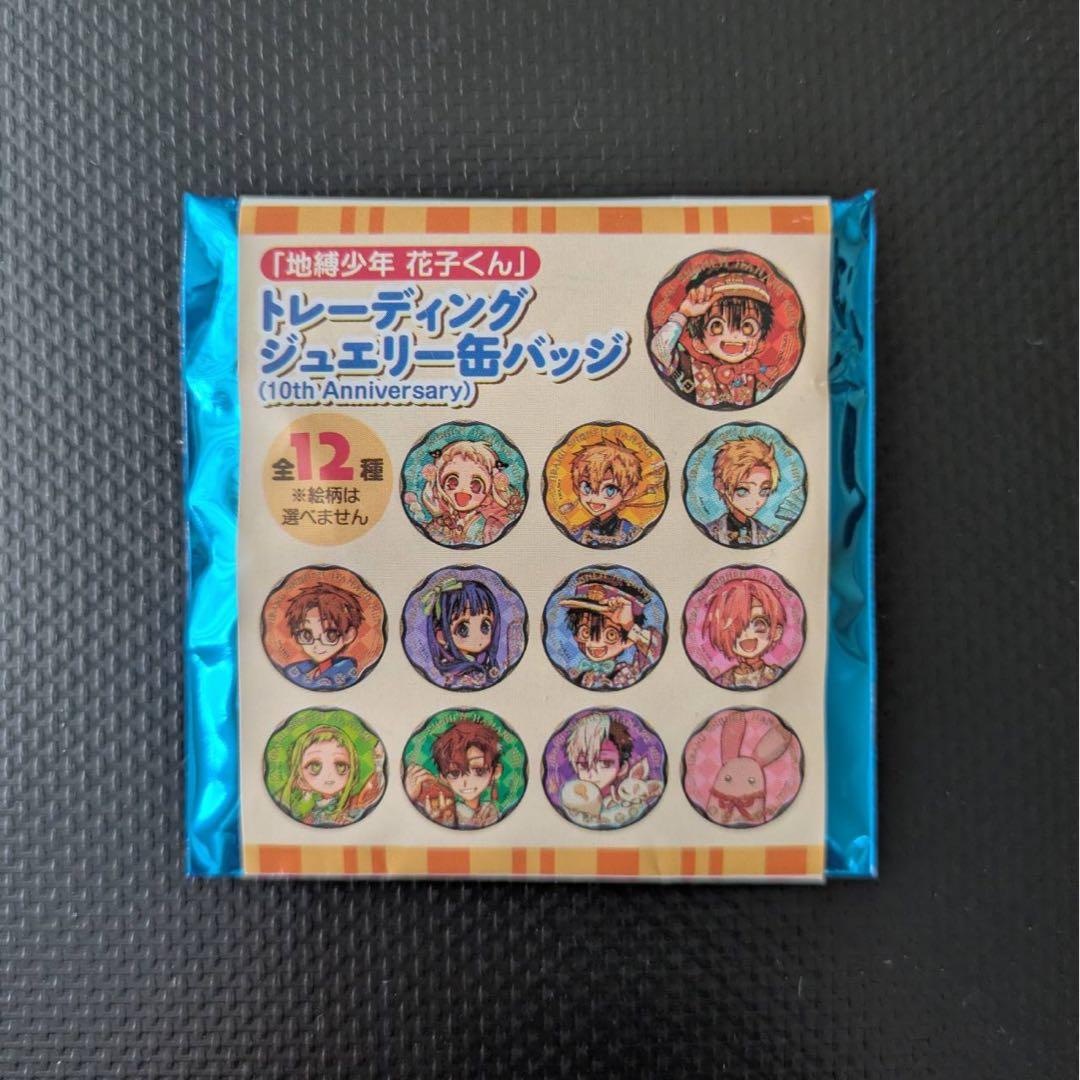 「地縛少年 花子くん」
トレーディング
ジュエリー缶バッジ
(10th Anniversary)
全12種
※絵柄は
選べません